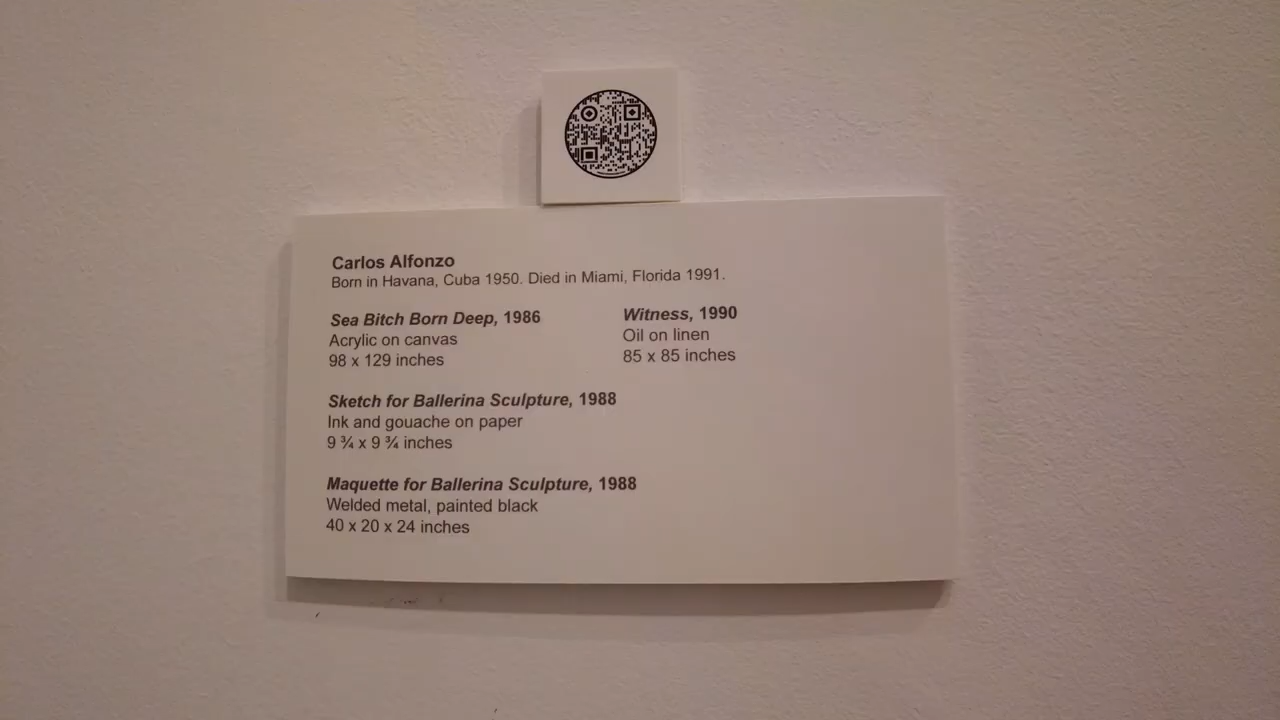 Carlos Alfonzo
Born in Havana, Cuba 1950. Died in Miami, Florida 1991.
Sea Bitch Born Deep, 1986
Acrylic on canvas
98 x 129 inches
Witness, 1990
Oil on linen
85 x 85 inches
Sketch for Ballerina Sculpture, 1988
Ink and gouache on paper
9 ¾ x 9 ¾ inches
Maquette for Ballerina Sculpture, 1988
Welded metal, painted black
40 x 20 x 24 inches